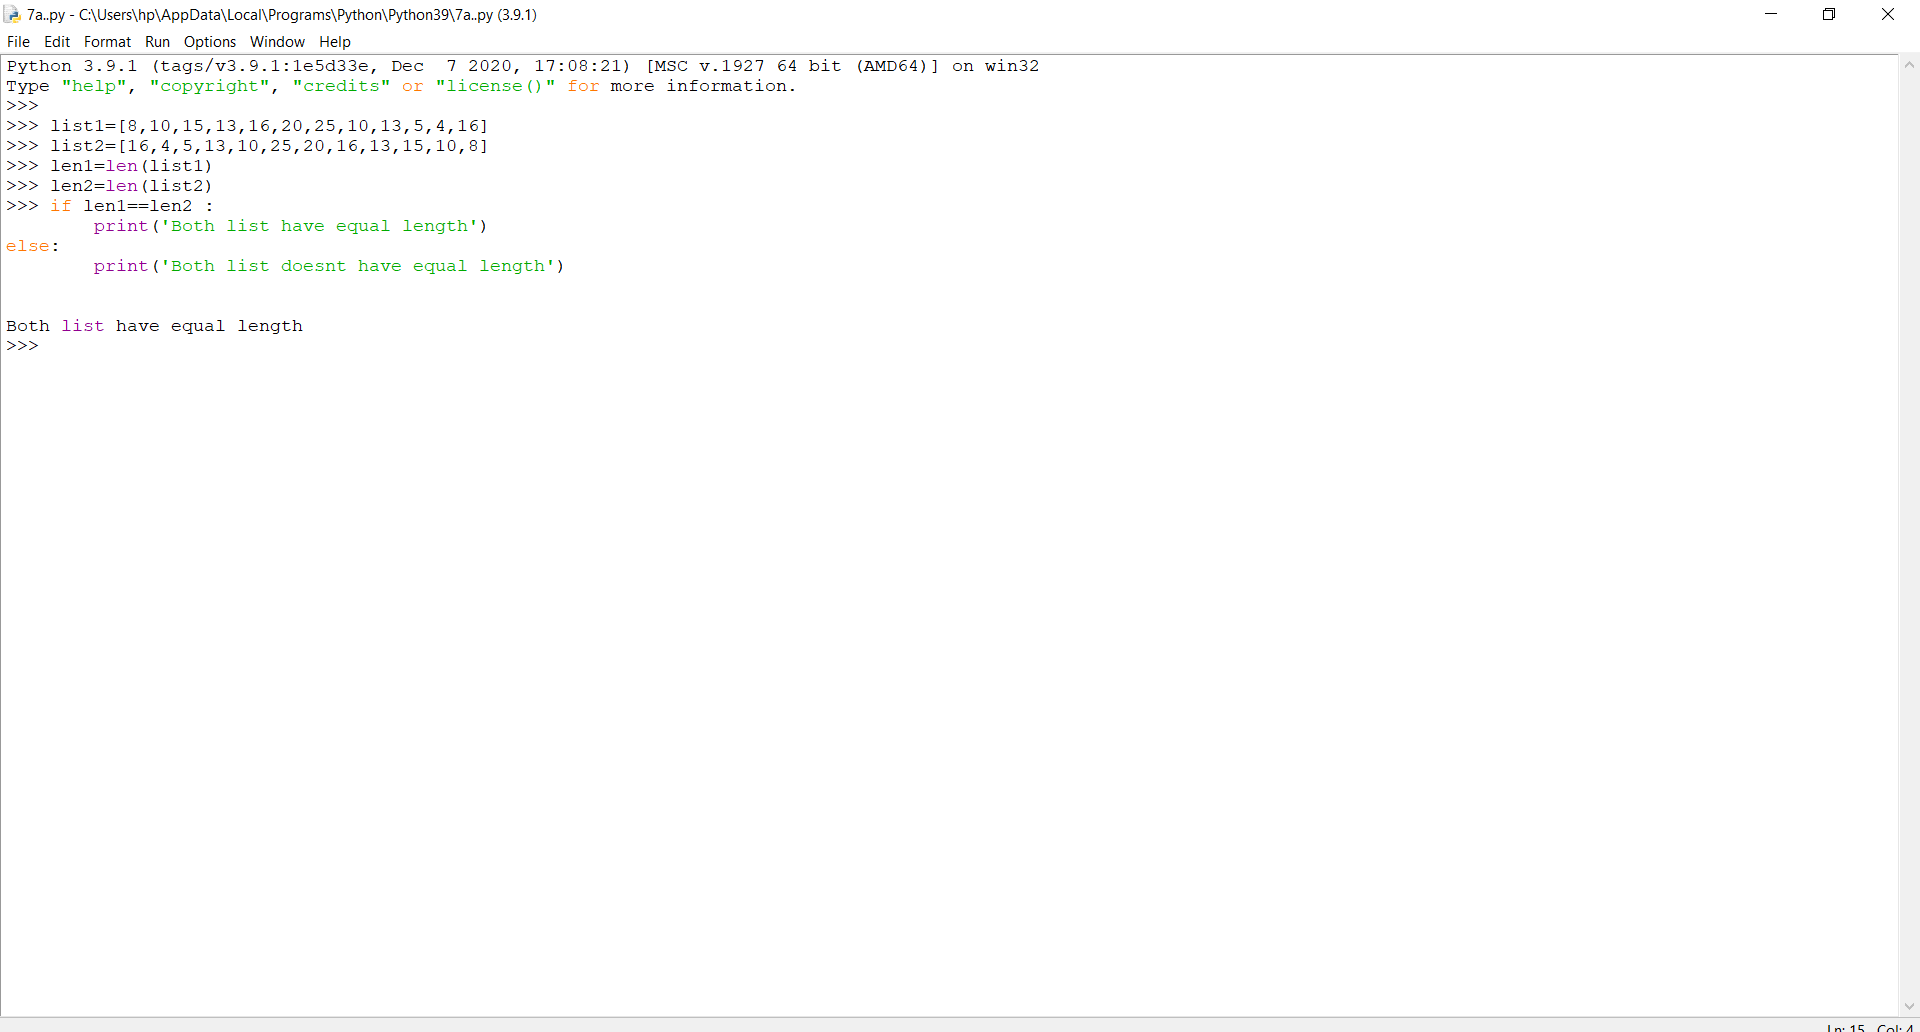 7a..py - C:\Users\hp\AppData\Local\Programs\Python\Python39\7a..py (3.9.1)
File Edit Format Run Options Window Help
Python 3.9.1 (tags/v3.9.1:1e5d33e, Dec  7 2020, 17:08:21) [MSC v.1927 64 bit (AMD64)] on win32
Type "help", "copyright", "credits" or "license()" for more information.
>>>
>>> list1=[8,10,15,13,16,20,25,10,13,5,4,16]
>>> list2=[16,4,5,13,10,25,20,16,13,15,10,8]
>>> len1=len(list1)
>>> len2=len(list2)
>>> if len1==len2 :
        print('Both list have equal length')
else:
        print('Both list doesnt have equal length')
Both list have equal length
>>>
Ln: 15 Col: 4